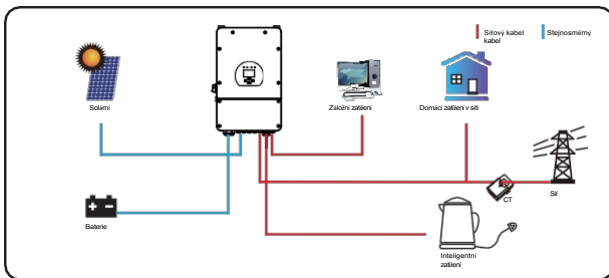 Síťový kabel
kabel
Stejnosměrný
Solární
Záložní zatížení
Domácí zatížení v síti
CT
Síť
Baterie
Inteligentní
zatížení